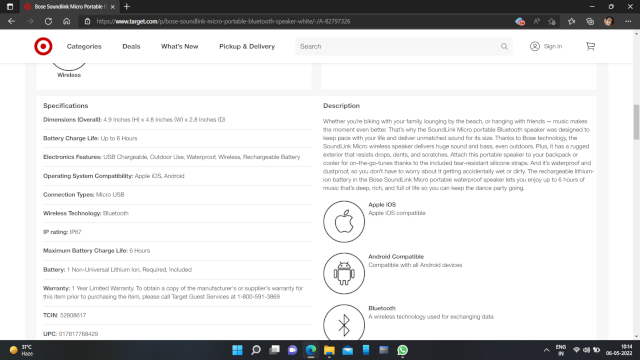 Bose SoundLink Micro Portable B
https://www.target.com/p/bose-soundlink-micro-portable-bluetooth-speaker-white/-/A-82797326
Categories Deals What's New Pickup & Delivery Search Sign in
Wireless
Specifications
Dimensions (Overall): 4.9 Inches (H) x 4.8 Inches (W) x 2.8 Inches (D)
Battery Charge Life: Up to 6 Hours
Electronics Features: USB Chargeable, Outdoor Use, Waterproof, Wireless, Rechargeable Battery
Operating System Compatibility: Apple iOS, Android
Connection Types: Micro USB
Wireless Technology: Bluetooth
IP rating: IP67
Maximum Battery Charge Life: 6 Hours
Battery: 1 Non-Universal Lithium Ion, Required, Included
Warranty: 1 Year Limited Warranty. To obtain a copy of the manufacturer's or supplier's warranty for
this item prior to purchasing the item, please call Target Guest Services at 1-800-591-3869
TCIN: 52808617
UPC: 017817768429
Description
Whether you're biking with your family, lounging by the beach, or hanging with friends — music makes
the moment even better. That's why the SoundLink Micro portable Bluetooth speaker was designed to
keep pace with your life and deliver unmatched sound for its size. Thanks to Bose technology, the
SoundLink Micro wireless speaker delivers huge sound and bass, even outdoors. Plus, it has a rugged
exterior that resists drops, dents, and scratches. Attach this portable speaker to your backpack or
cooler for on-the-go-tunes thanks to the included tear-resistant silicone straps. And it's waterproof and
dustproof, so you don't have to worry about it getting accidentally wet or dirty. The rechargeable lithium-
ion battery in the Bose SoundLink Micro portable waterproof speaker lets you enjoy up to 6 hours of
music that's deep, rich, and full of life so you can keep the dance party going.
Apple iOS
Apple iOS compatible
Android Compatible
Compatible with all Android devices
Bluetooth
A wireless technology used for exchanging data
31°C
Haze
ENG
IN
10:14
06-05-2022